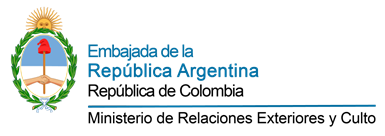 Embajada de la
República Argentina
República de Colombia
Ministerio de Relaciones Exteriores y Culto